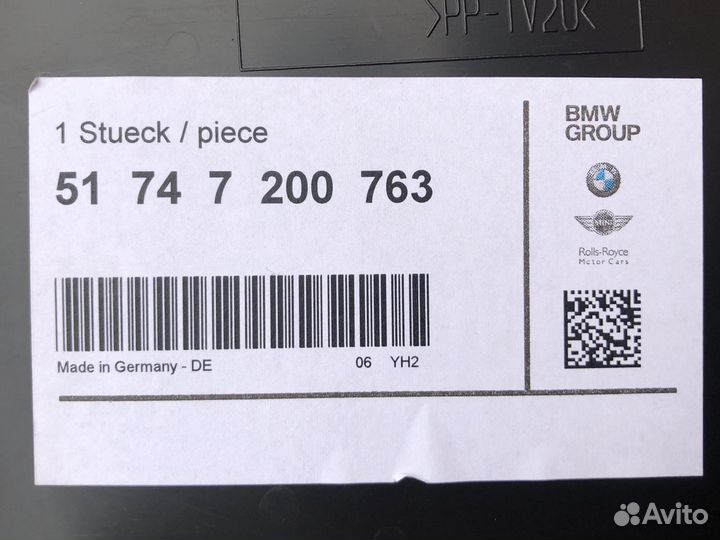 >PP-TV20<
1 Stueck / piece
51 74 7 200 763
Made in Germany - DE
06 YH2
BMW
GROUP
MINI
Rolls-Royce
Motor Cars
Avito